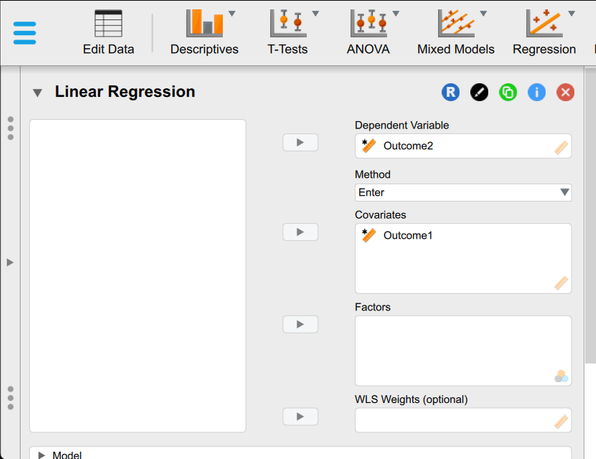 Edit Data
Descriptives
T-Tests
ANOVA
Mixed Models
Regression
Linear Regression
R
i
Dependent Variable
Outcome2
Method
Enter
Covariates
Outcome1
Factors
WLS Weights (optional)
Model